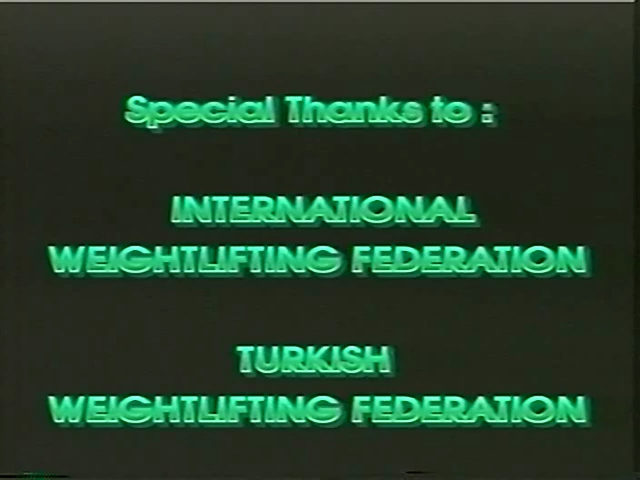 Special Thanks to :
INTERNATIONAL
WEIGHTLIFTING FEDERATION
TURKISH
WEIGHTLIFTING FEDERATION